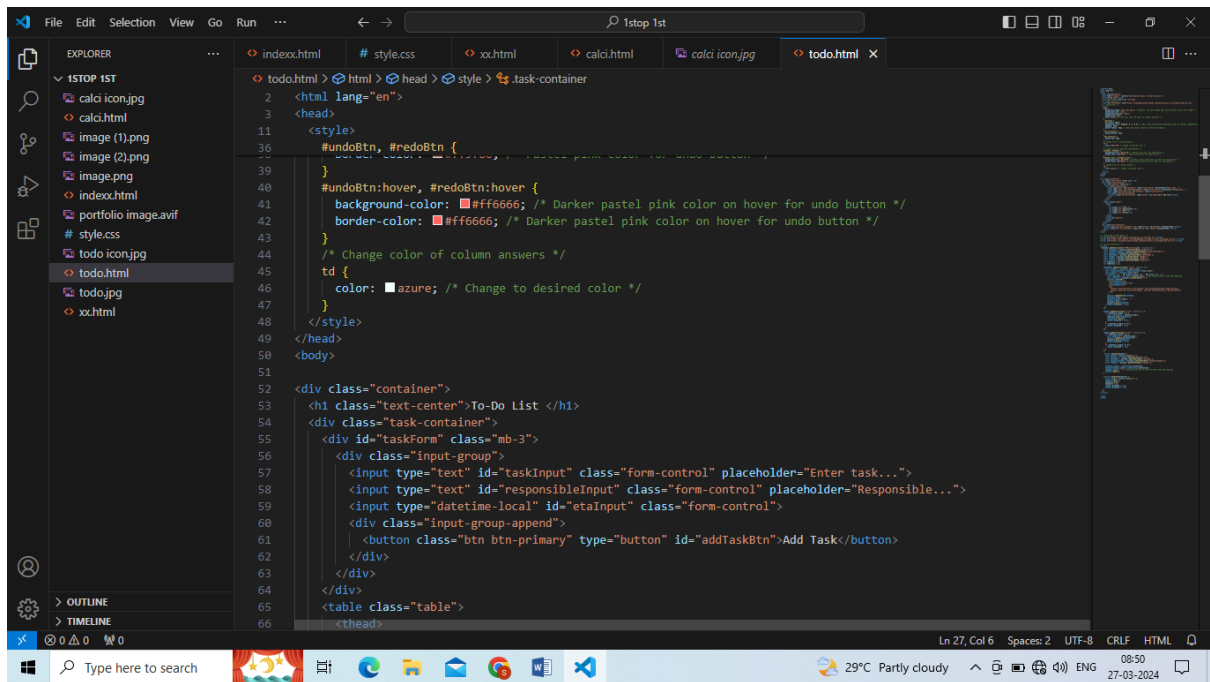 File Edit Selection View Go Run ··· ← → 1stop 1st
EXPLORER ···
1STOP 1ST
calci icon.jpg
calci.html
image (1).png
image (2).png
image.png
indexx.html
portfolio image.avif
# style.css
todo icon.jpg
todo.html
todo.jpg
xx.html
OUTLINE
TIMELINE
indexx.html # style.css xx.html calci.html calci icon.jpg todo.html ×
todo.html > html > head > style > .task-container
2 <html lang="en">
3 <head>
11 <style>
36 #undoBtn, #redoBtn {
39 }
40 #undoBtn:hover, #redoBtn:hover {
41 background-color: #ff6666; /* Darker pastel pink color on hover for undo button */
42 border-color: #ff6666; /* Darker pastel pink color on hover for undo button */
43 }
44 /* Change color of column answers */
45 td {
46 color: azure; /* Change to desired color */
47 }
48 </style>
49 </head>
50 <body>
51
52 <div class="container">
53 <h1 class="text-center">To-Do List </h1>
54 <div class="task-container">
55 <div id="taskForm" class="mb-3">
56 <div class="input-group">
57 <input type="text" id="taskInput" class="form-control" placeholder="Enter task...">
58 <input type="text" id="responsibleInput" class="form-control" placeholder="Responsible...">
59 <input type="datetime-local" id="etaInput" class="form-control">
60 <div class="input-group-append">
61 <button class="btn btn-primary" type="button" id="addTaskBtn">Add Task</button>
62 </div>
63 </div>
64 </div>
65 <table class="table">
66 <thead>
0 0 0 Ln 27, Col 6 Spaces: 2 UTF-8 CRLF HTML
Type here to search 29°C Partly cloudy ENG 08:50
27-03-2024